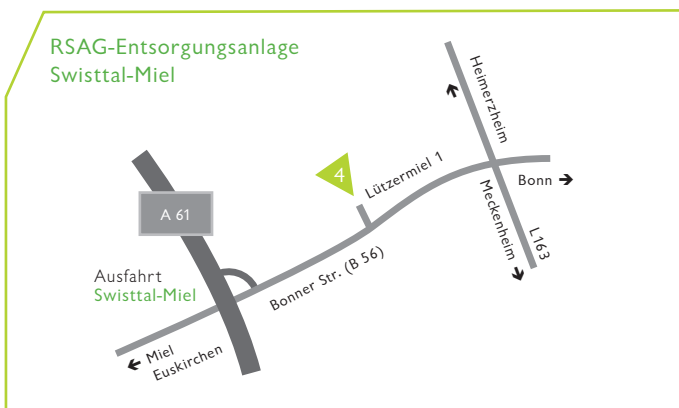 RSAG-Entsorgungsanlage
Swisttal-Miel
Heimerzheim
4
Lützermiel 1
Bonn
A 61
Meckenheim
L163
Ausfahrt
Swisttal-Miel
Bonner Str. (B 56)
Miel
Euskirchen